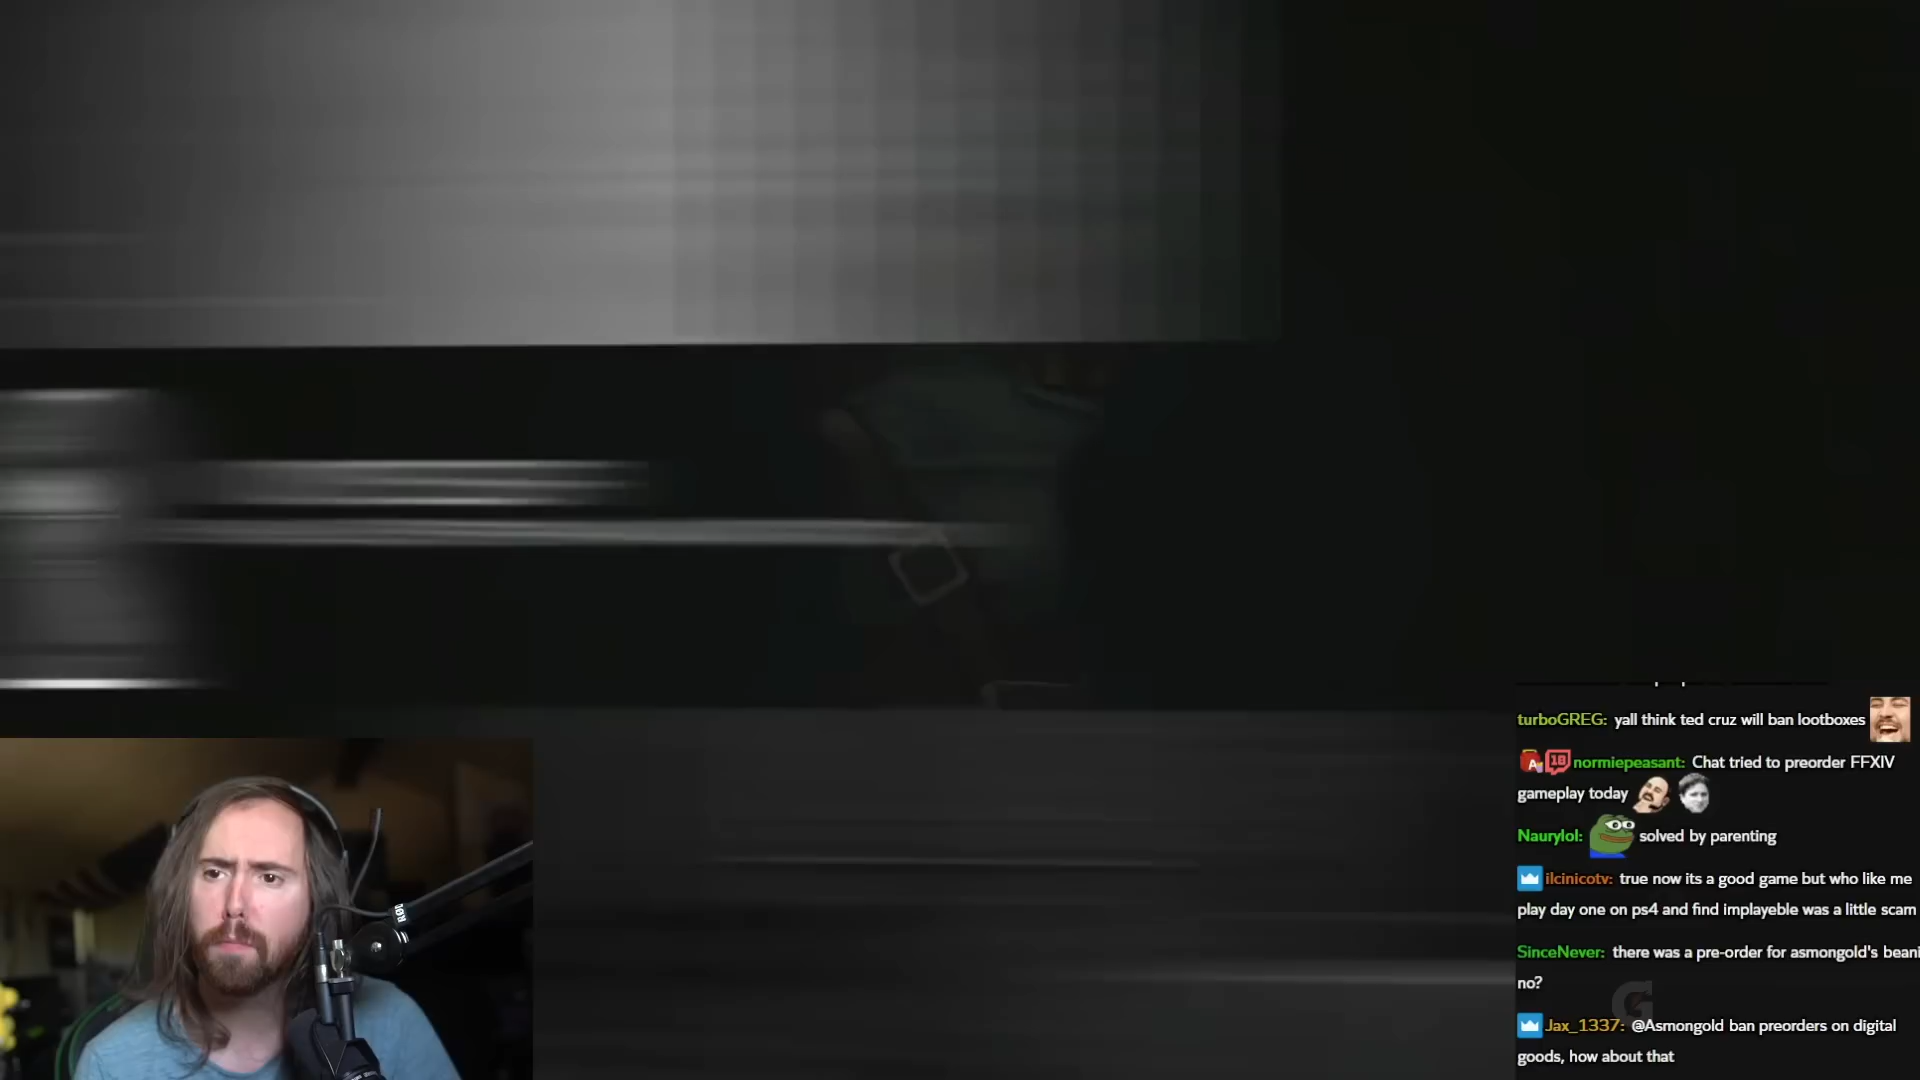 turboGREG: yall think ted cruz will ban lootboxes
normiepeasant: Chat tried to preorder FFXIV
gameplay today
Naurylol: solved by parenting
ilcinicotv: true now its a good game but who like me
play day one on ps4 and find implayeble was a little scam
SinceNever: there was a pre-order for asmongold's beani
no?
Jax_1337: @Asmongold ban preorders on digital
goods, how about that